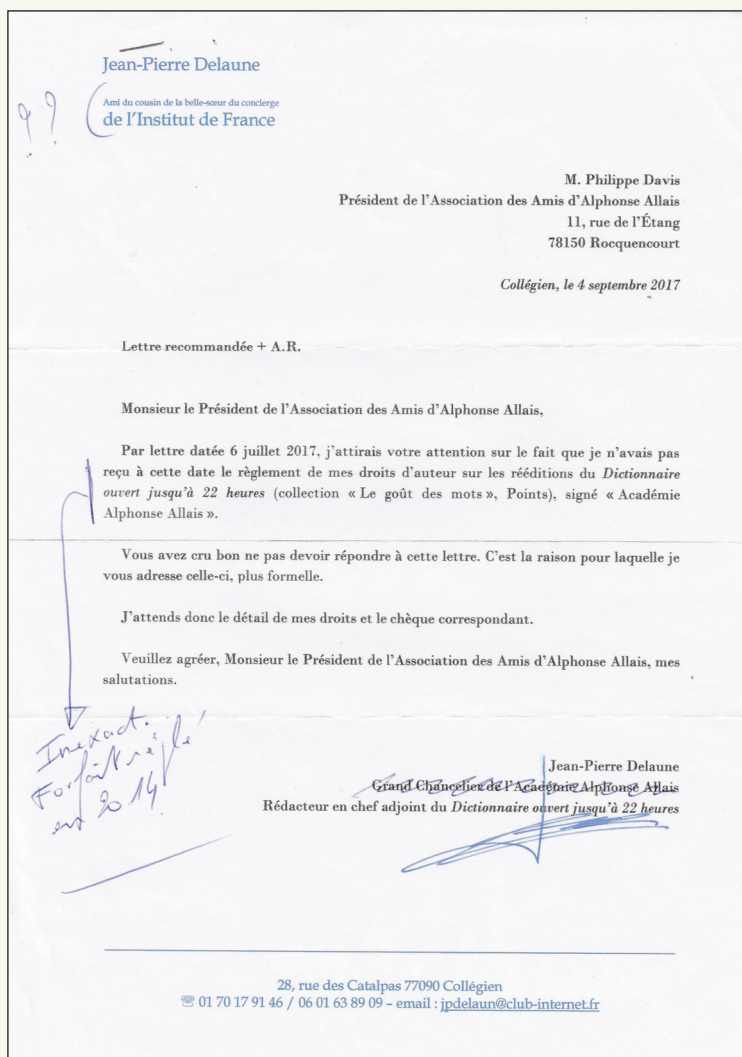 Jean-Pierre Delaune
Ami du cousin de la belle-sœur du concierge
de l'Institut de France
??
M. Philippe Davis
Président de l'Association des Amis d'Alphonse Allais
11, rue de l'Étang
78150 Rocquencourt
Collégien, le 4 septembre 2017
Lettre recommandée + A.R.
Monsieur le Président de l'Association des Amis d'Alphonse Allais,
Par lettre datée 6 juillet 2017, j'attirais votre attention sur le fait que je n'avais pas
reçu à cette date le règlement de mes droits d'auteur sur les rééditions du Dictionnaire
ouvert jusqu'à 22 heures (collection « Le goût des mots », Points), signé « Académie
Alphonse Allais ».
Vous avez cru bon ne pas devoir répondre à cette lettre. C'est la raison pour laquelle je
vous adresse celle-ci, plus formelle.
J'attends donc le détail de mes droits et le chèque correspondant.
Veuillez agréer, Monsieur le Président de l'Association des Amis d'Alphonse Allais, mes
salutations.
Inexact.
Forfait réglé
en 2014
Jean-Pierre Delaune
Grand Chancelier de l'Académie Alphonse Allais
Rédacteur en chef adjoint du Dictionnaire ouvert jusqu'à 22 heures
28, rue des Catalpas 77090 Collégien
☏ 01 70 17 91 46 / 06 01 63 89 09 – email : jpdelaun@club-internet.fr